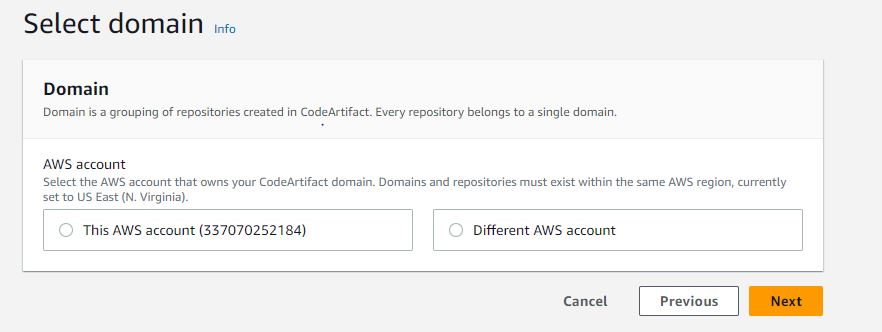 Select domain Info
Domain
Domain is a grouping of repositories created in CodeArtifact. Every repository belongs to a single domain.
AWS account
Select the AWS account that owns your CodeArtifact domain. Domains and repositories must exist within the same AWS region, currently
set to US East (N. Virginia).
This AWS account (337070252184) Different AWS account
Cancel Previous Next